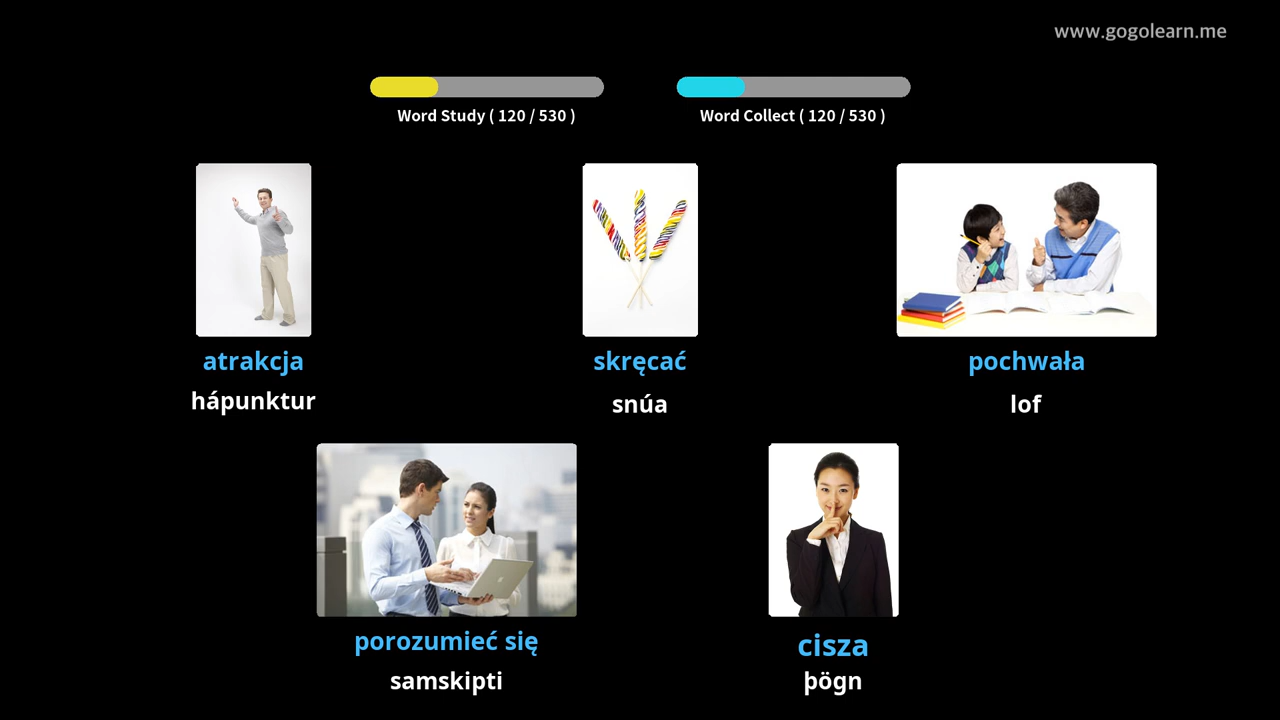 www.gogolearn.me
Word Study ( 120 / 530 )
Word Collect ( 120 / 530 )
atrakcja
hápunktur
skręcać
snúa
pochwała
lof
porozumieć się
samskipti
cisza
þögn